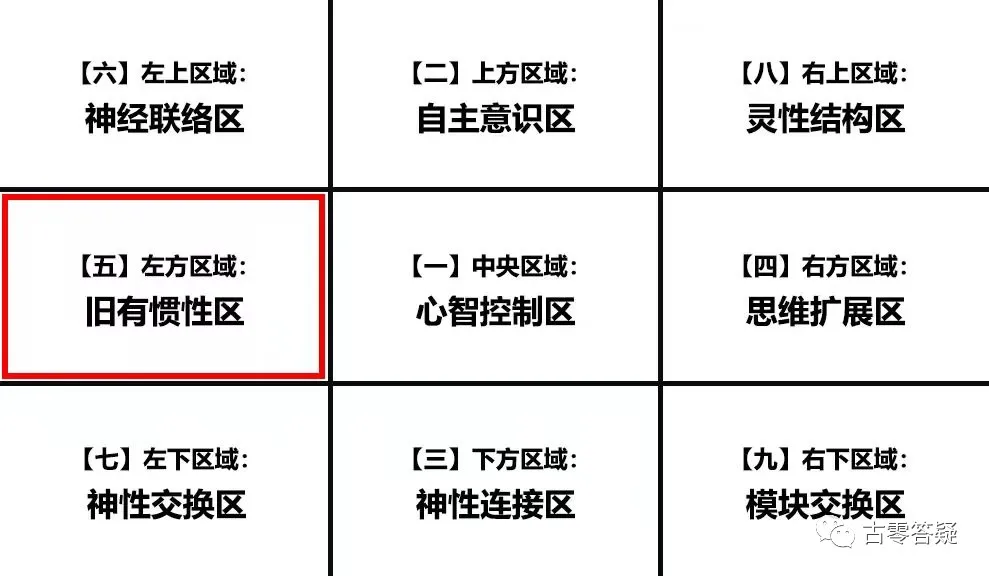 【六】左上区域：
神经联络区
【二】上方区域：
自主意识区
【八】右上区域：
灵性结构区
【五】左方区域：
旧有惯性区
【一】中央区域：
心智控制区
【四】右方区域：
思维扩展区
【七】左下区域：
神性交换区
【三】下方区域：
神性连接区
【九】右下区域：
模块交换区
古零答疑